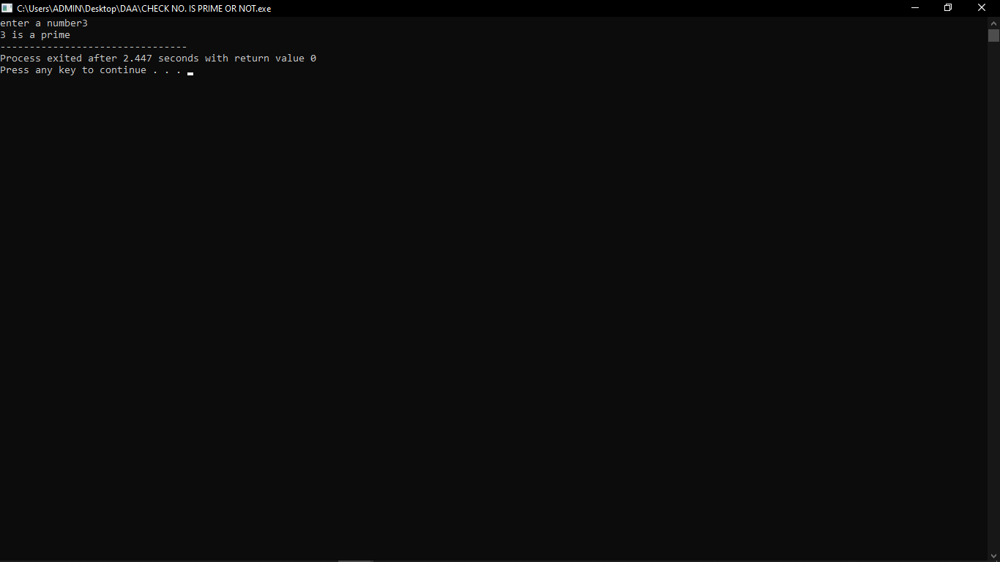 C:\Users\ADMIN\Desktop\DAA\CHECK NO. IS PRIME OR NOT.exe
enter a number3
3 is a prime
--------------------------------
Process exited after 2.447 seconds with return value 0
Press any key to continue . . .